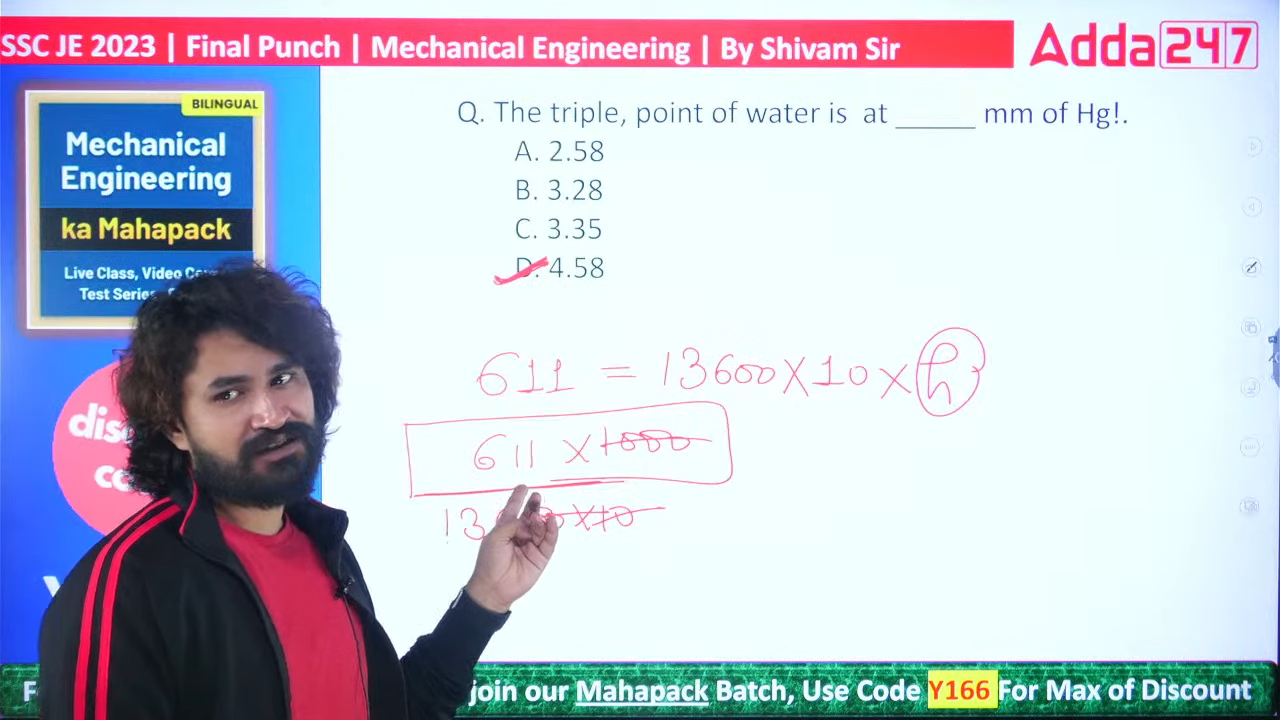 SSC JE 2023 | Final Punch | Mechanical Engineering | By Shivam Sir
Adda247
BILINGUAL
Mechanical
Engineering
ka Mahapack
Live Class, Video
Test Series,
Q. The triple, point of water is at ______ mm of Hg!.
A. 2.58
B. 3.28
C. 3.35
D. 4.58
611 = 13600 X 10 X h
611 X 1000
X 10
join our Mahapack Batch, Use Code Y166 For Max of Discount